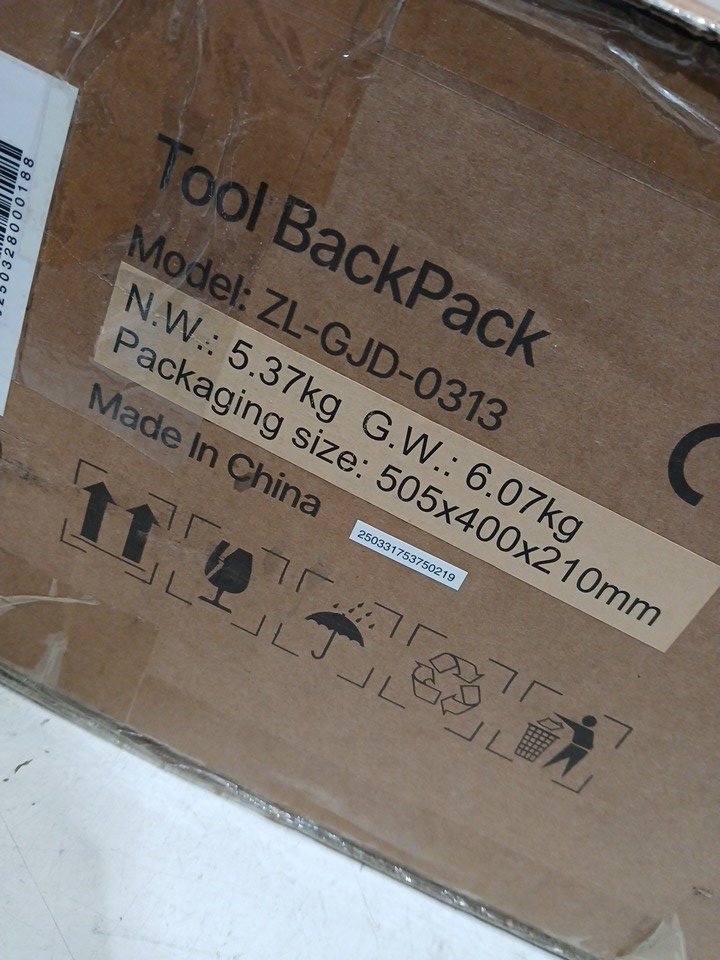 Tool BackPack
Model: ZL-GJD-0313
N.W.: 5.37kg G.W.: 6.07kg
Packaging size: 505x400x210mm
Made In China
250331753750219